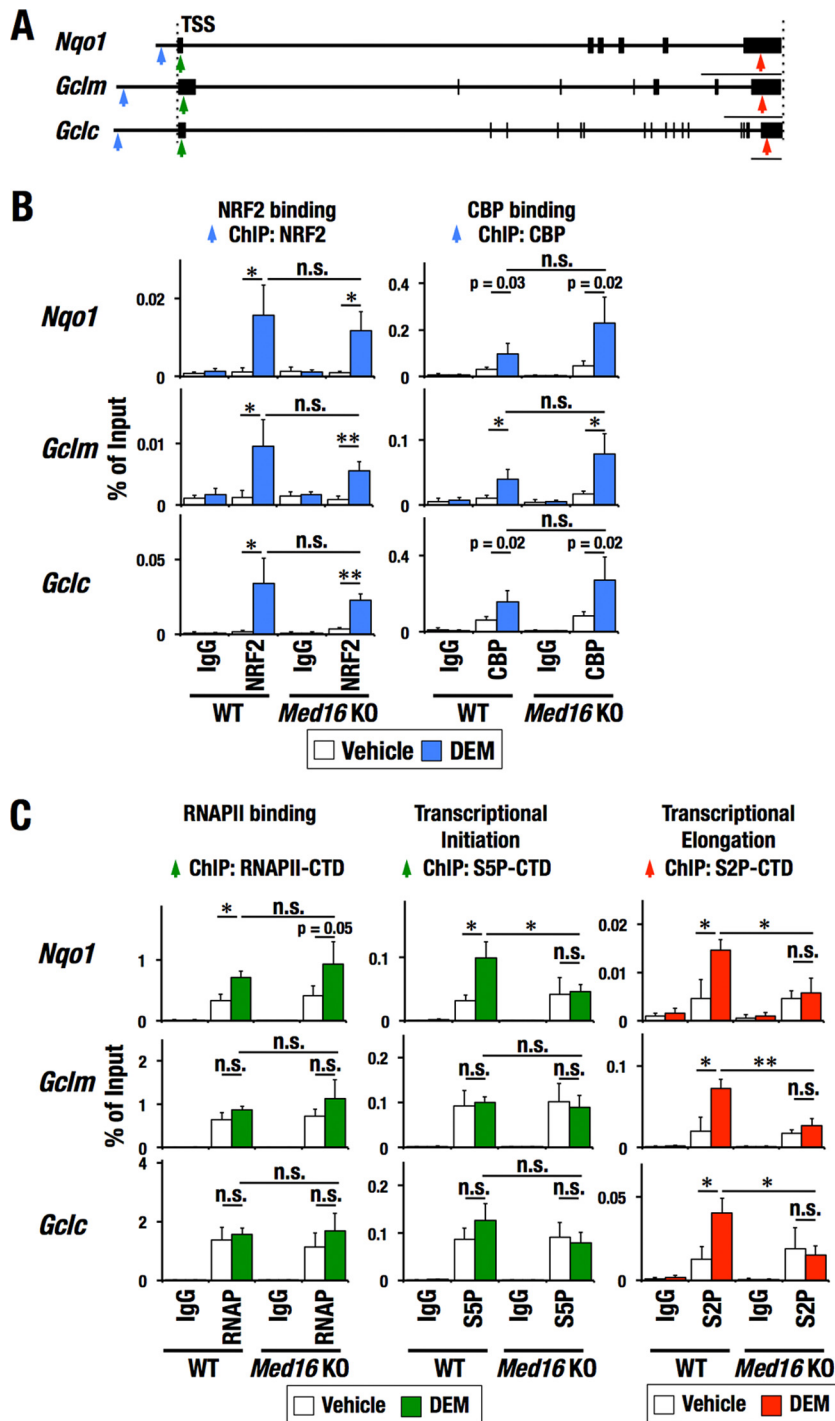 A
TSS
Nqo1
Gclm
Gclc
B
NRF2 binding
ChIP: NRF2
CBP binding
ChIP: CBP
% of Input
Nqo1
0.02
0
*
n.s.
*
0.4
0.2
0
p = 0.03
n.s.
p = 0.02
Gclm
0.01
0
*
n.s.
**
0.1
0
*
n.s.
*
Gclc
0.05
0
*
n.s.
**
0.4
0
p = 0.02
n.s.
p = 0.02
IgG NRF2 IgG NRF2
WT Med16 KO
IgG CBP IgG CBP
WT Med16 KO
Vehicle DEM
C
RNAPII binding
ChIP: RNAPII-CTD
Transcriptional
Initiation
ChIP: S5P-CTD
Transcriptional
Elongation
ChIP: S2P-CTD
% of Input
Nqo1
1
0
*
n.s.
p = 0.05
0.1
0
*
*
n.s.
0.02
0.01
0
*
*
n.s.
Gclm
2
1
0
n.s.
n.s.
n.s.
0.2
0.1
0
n.s.
n.s.
n.s.
0.1
0
*
**
n.s.
Gclc
4
2
0
n.s.
n.s.
n.s.
0.2
0.1
0
n.s.
n.s.
n.s.
0.05
0
*
*
n.s.
IgG RNAP IgG RNAP
WT Med16 KO
IgG S5P IgG S5P
WT Med16 KO
IgG S2P IgG S2P
WT Med16 KO
Vehicle DEM
Vehicle DEM